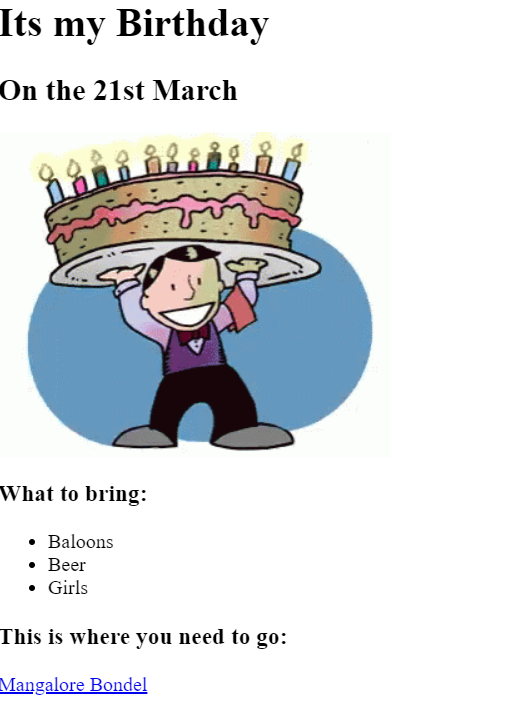 Its my Birthday
On the 21st March
What to bring:
Baloons
Beer
Girls
This is where you need to go:
Mangalore Bondel